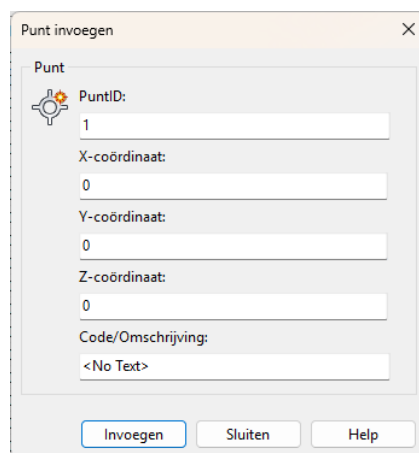 Punt invoegen
Punt
PuntID:
1
X-coördinaat:
0
Y-coördinaat:
0
Z-coördinaat:
0
Code/Omschrijving:
<No Text>
Invoegen Sluiten Help